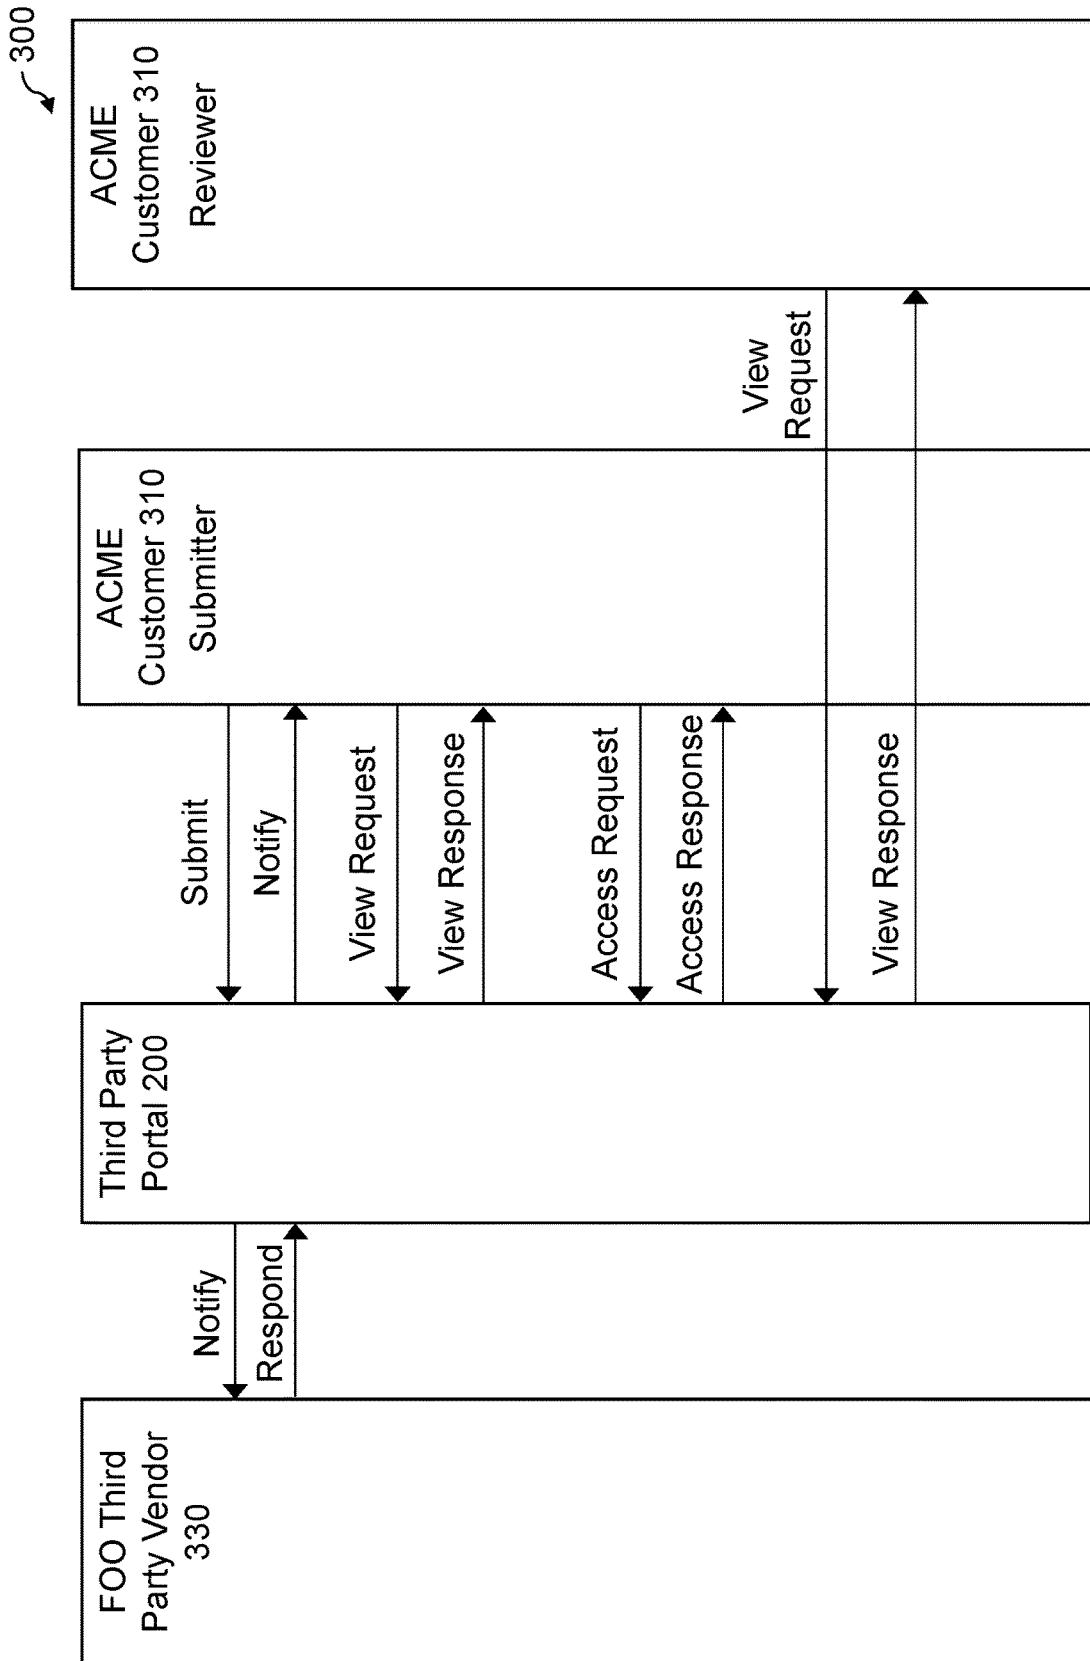 300
FOO Third
Party Vendor
330
Third Party
Portal 200
ACME
Customer 310
Submitter
ACME
Customer 310
Reviewer
Notify
Respond
Submit
Notify
View Request
View Response
Access Request
Access Response
View
Request
View Response